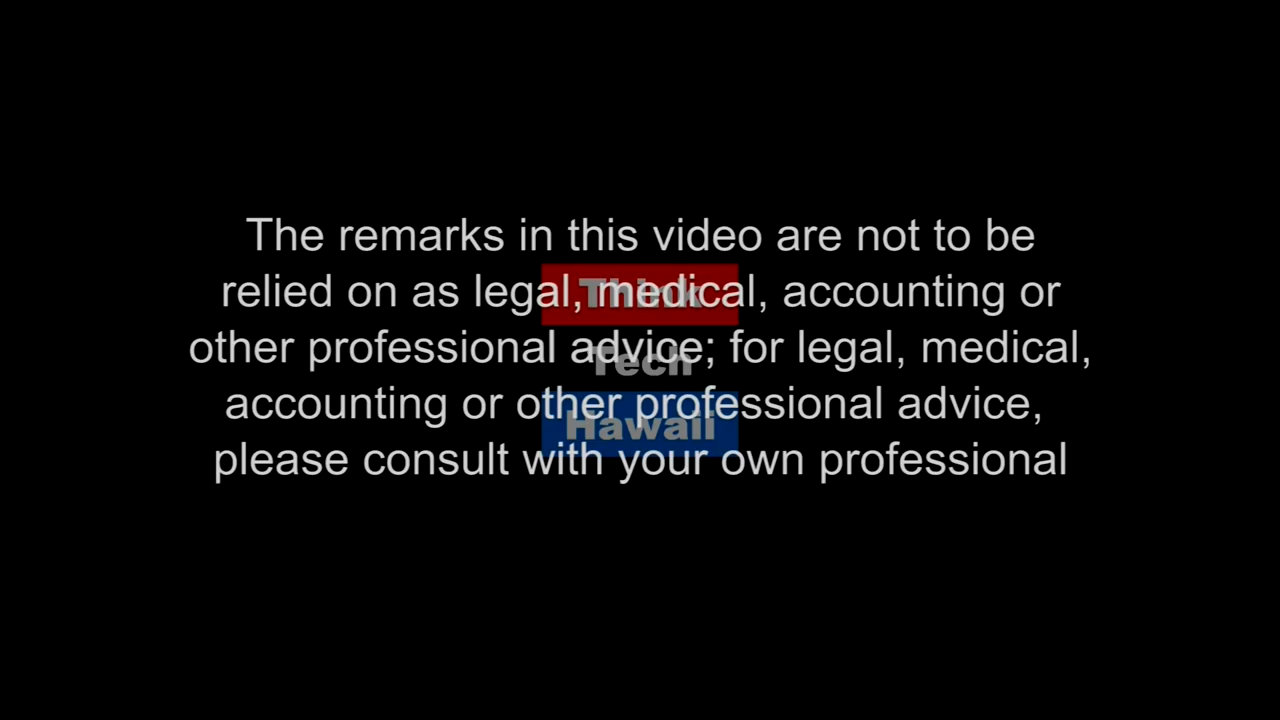 The remarks in this video are not to be
relied on as legal, medical, accounting or
other professional advice; for legal, medical,
accounting or other professional advice,
please consult with your own professional
Think
Tech
Hawaii